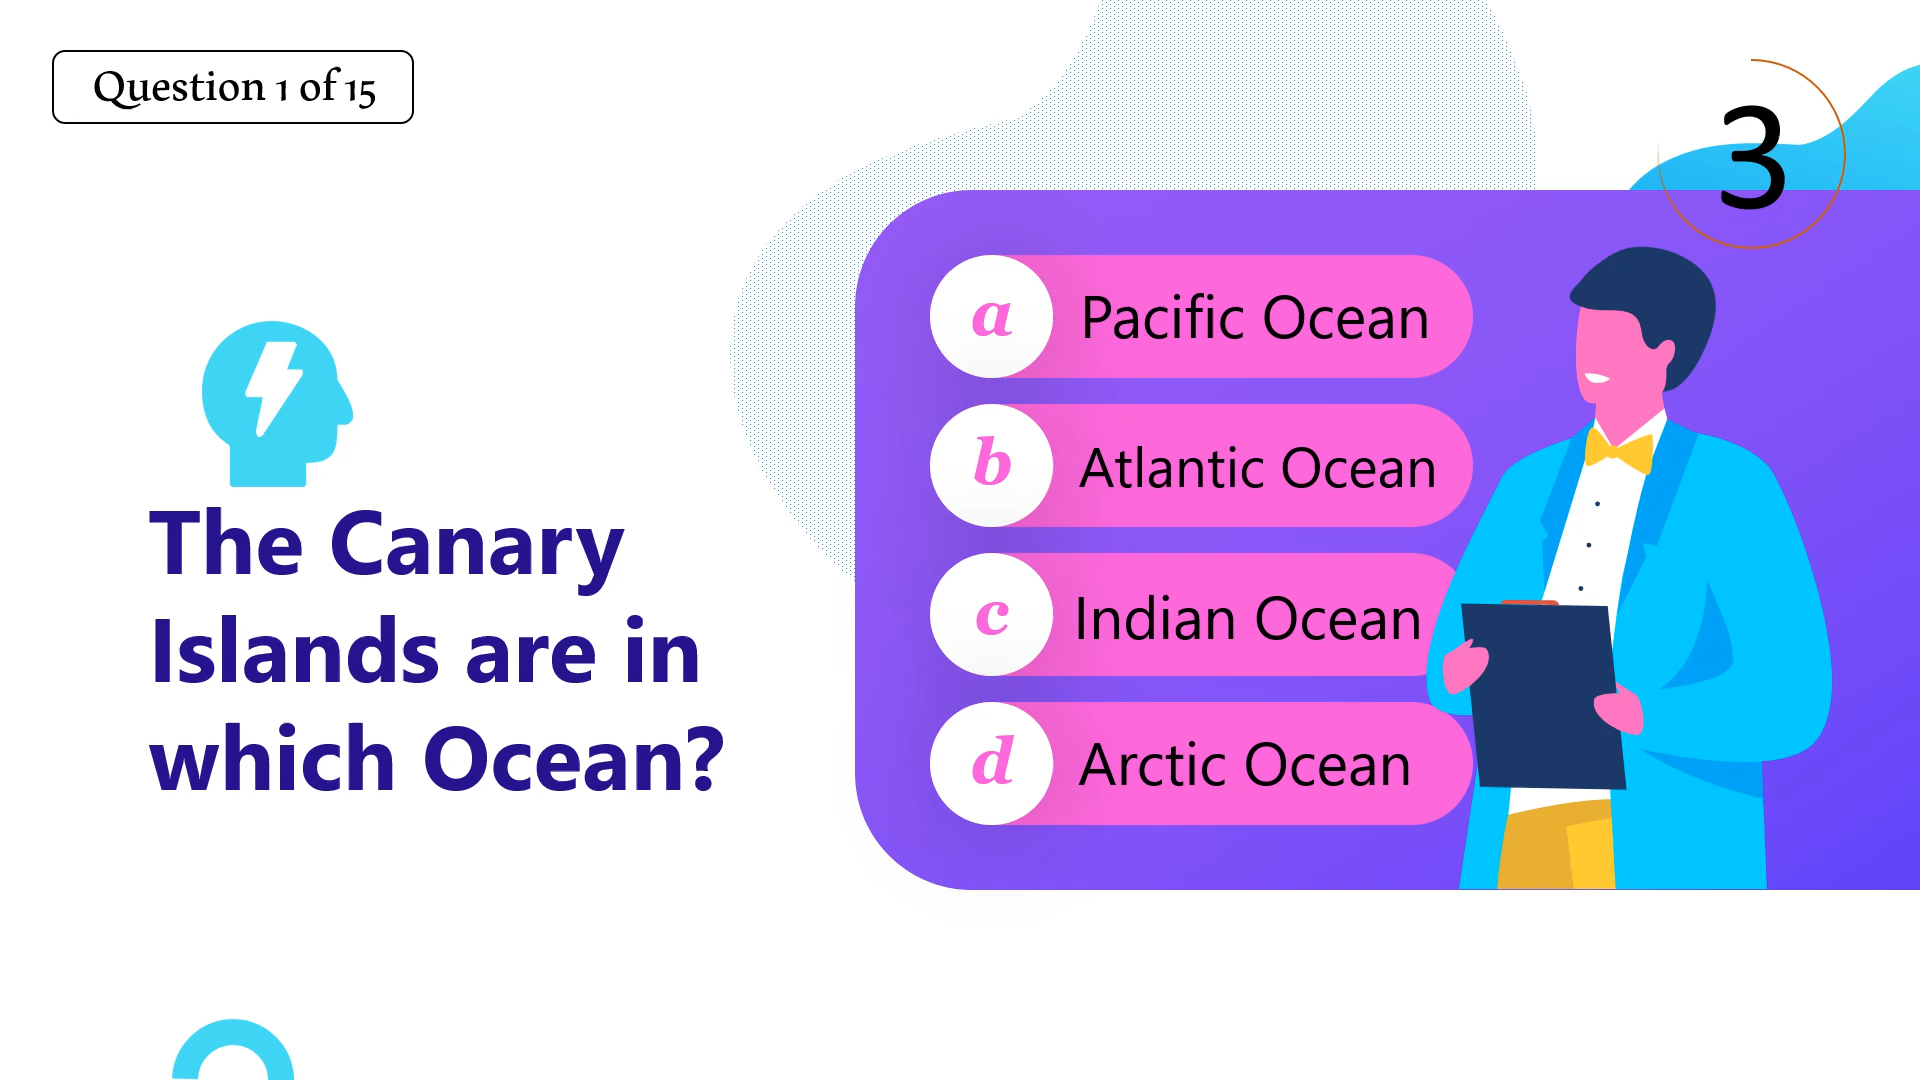 Question 1 of 15
3
The Canary
Islands are in
which Ocean?
a Pacific Ocean
b Atlantic Ocean
c Indian Ocean
d Arctic Ocean